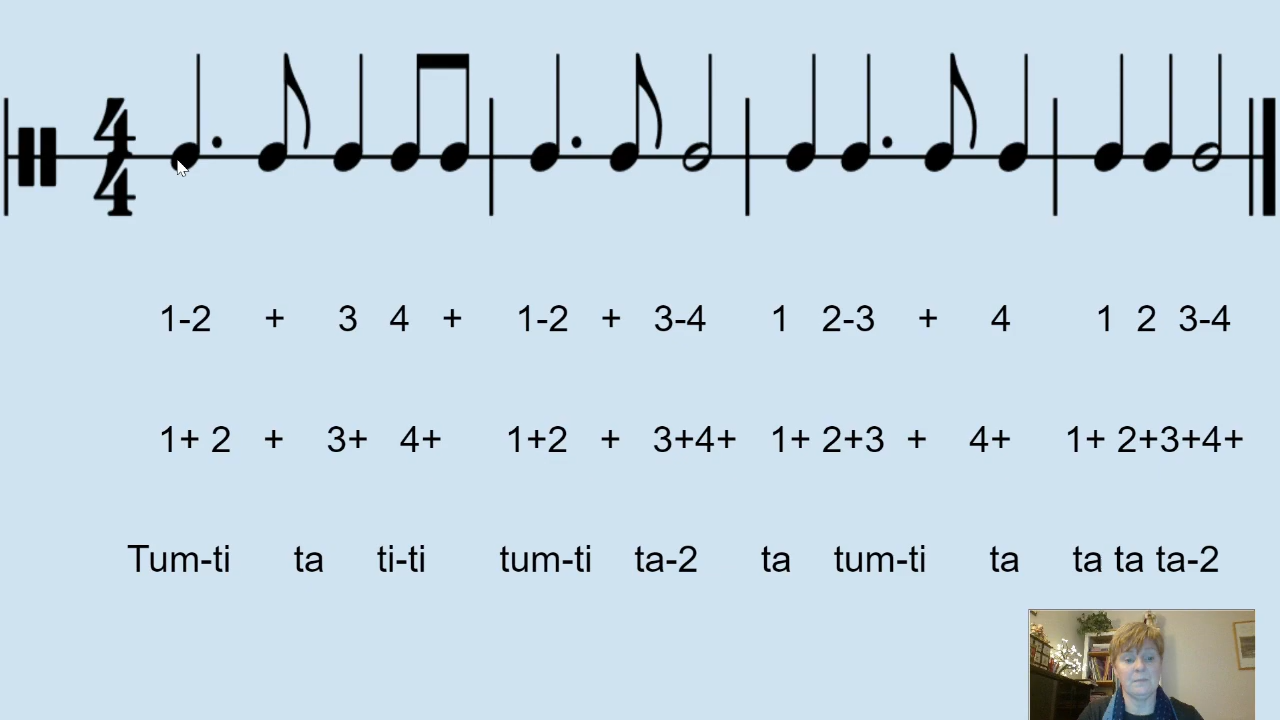 4
4
1-2 + 3 4 + 1-2 + 3-4 1 2-3 + 4 1 2 3-4
1+ 2 + 3+ 4+ 1+2 + 3+4+ 1+ 2+3 + 4+ 1+ 2+3+4+
Tum-ti ta ti-ti tum-ti ta-2 ta tum-ti ta ta ta ta-2